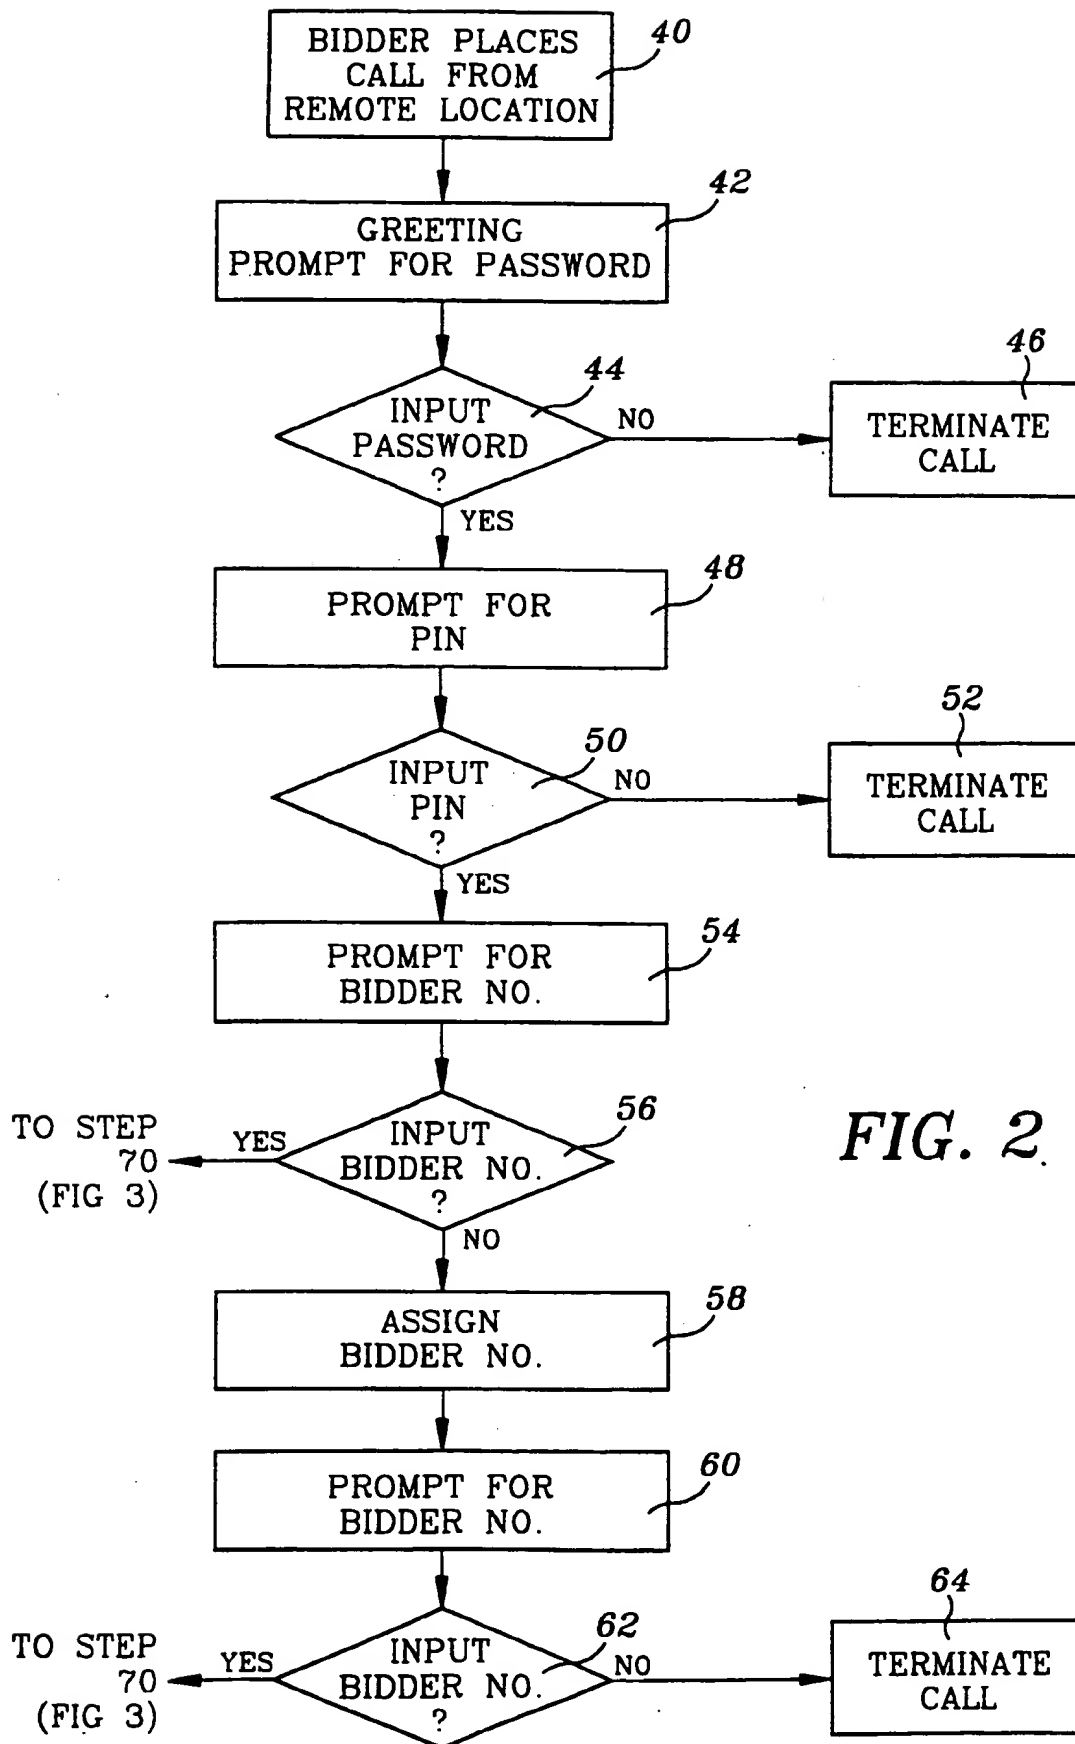 BIDDER PLACES
CALL FROM
REMOTE LOCATION
40
GREETING
PROMPT FOR PASSWORD
42
INPUT
PASSWORD
?
44
NO
46
TERMINATE
CALL
YES
PROMPT FOR
PIN
48
INPUT
PIN
?
50
NO
52
TERMINATE
CALL
YES
PROMPT FOR
BIDDER NO.
54
TO STEP
70
(FIG 3)
YES
INPUT
BIDDER NO.
?
56
FIG. 2
NO
ASSIGN
BIDDER NO.
58
PROMPT FOR
BIDDER NO.
60
TO STEP
70
(FIG 3)
YES
INPUT
BIDDER NO.
?
62
NO
64
TERMINATE
CALL